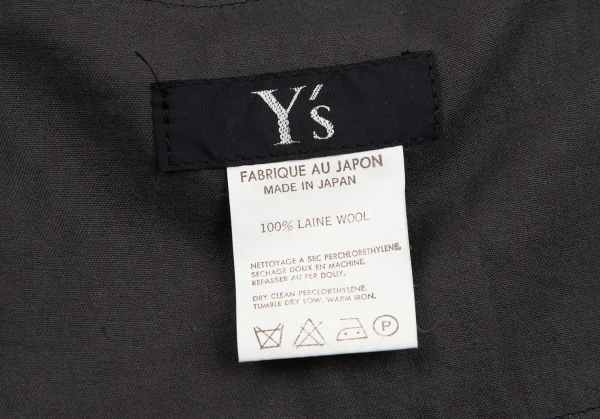 Y's
FABRIQUE AU JAPON
MADE IN JAPAN
100% LAINE WOOL
NETTOYAGE A SEC PERCHLORETHYLENE.
SECHAGE DOUX EN MACHINE.
REPASSER AU FER DOUX.
DRY CLEAN PERCLORTHYLENE.
TUMBLE DRY LOW. WARM IRON.
P